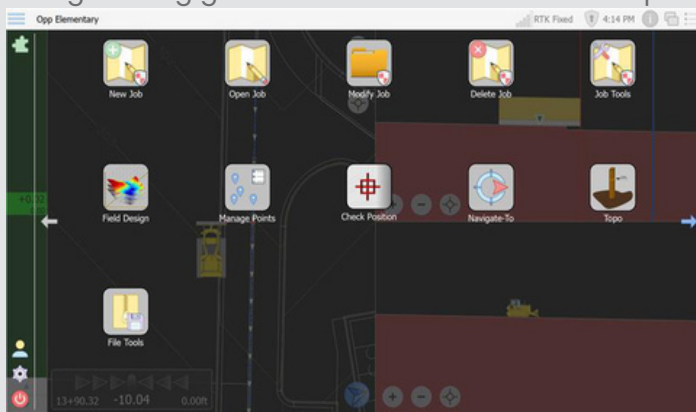 Opp Elementary
RTK Fixed 4:14 PM
New Job Open Job Modify Job Delete Job Job Tools
Field Design Manage Points Check Position Navigate-To Topo
File Tools
13+90.32 -10.04 0.00ft